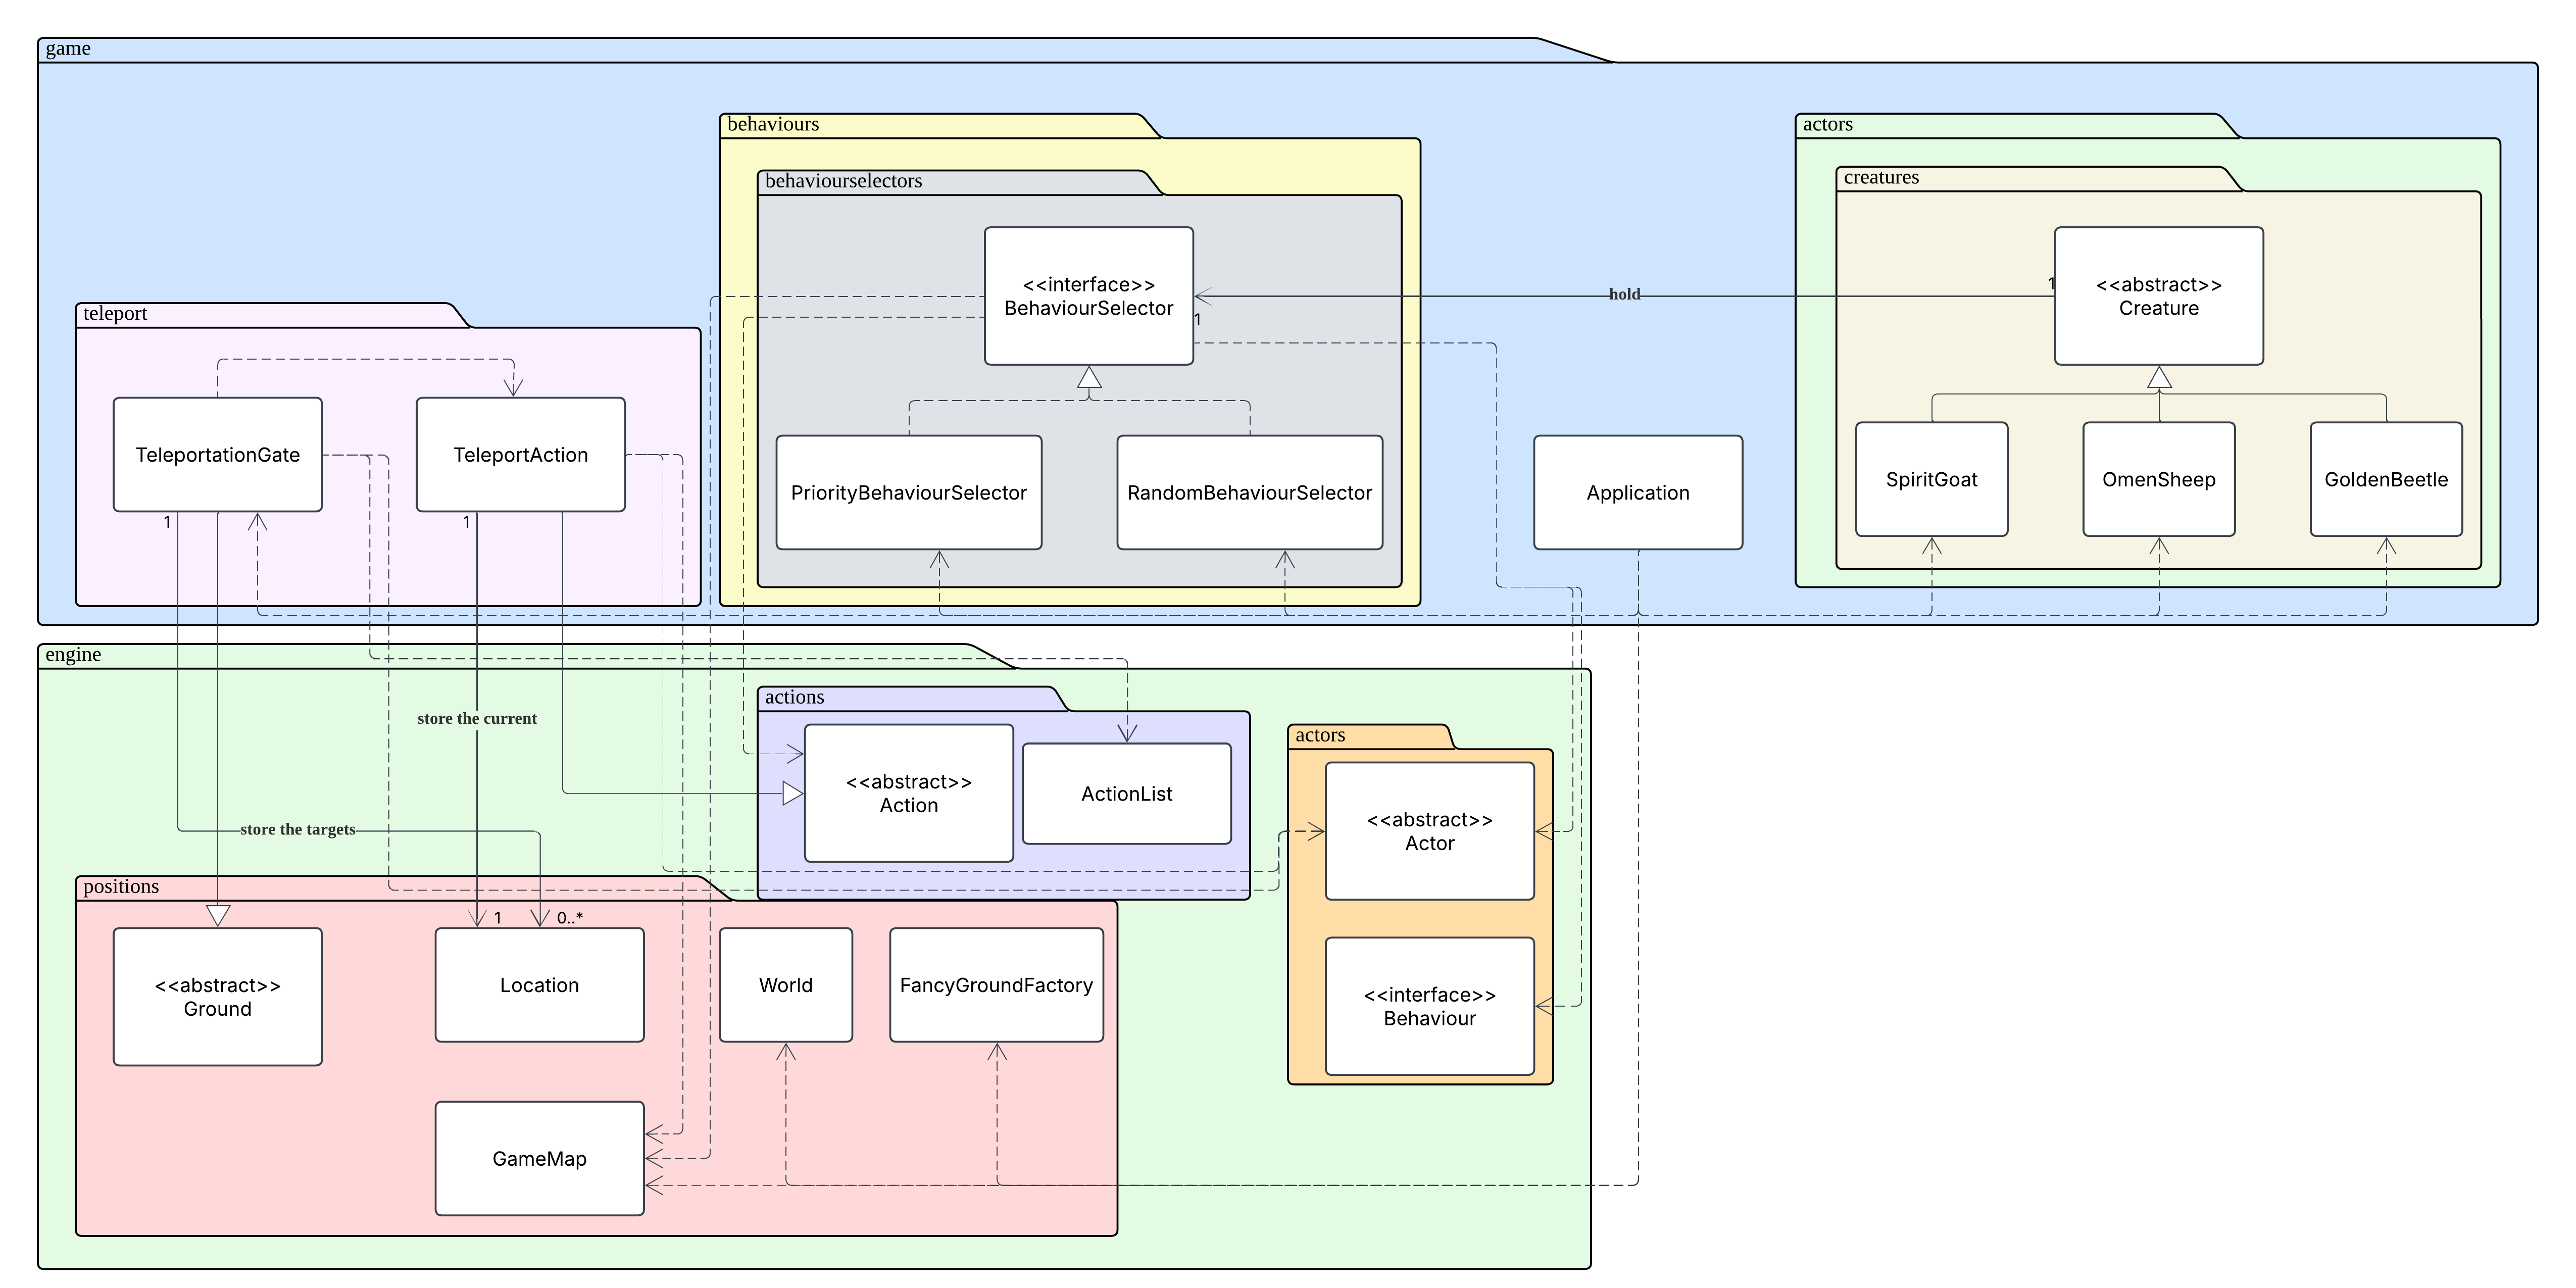 game
behaviours
actors
behaviourselectors
creatures
<<interface>>
BehaviourSelector
1
hold
1
<<abstract>>
Creature
teleport
TeleportationGate
TeleportAction
PriorityBehaviourSelector
RandomBehaviourSelector
Application
SpiritGoat
OmenSheep
GoldenBeetle
1
1
engine
actions
store the current
<<abstract>>
Action
ActionList
actors
<<abstract>>
Actor
store the targets
positions
1
0..*
<<abstract>>
Ground
Location
World
FancyGroundFactory
<<interface>>
Behaviour
GameMap